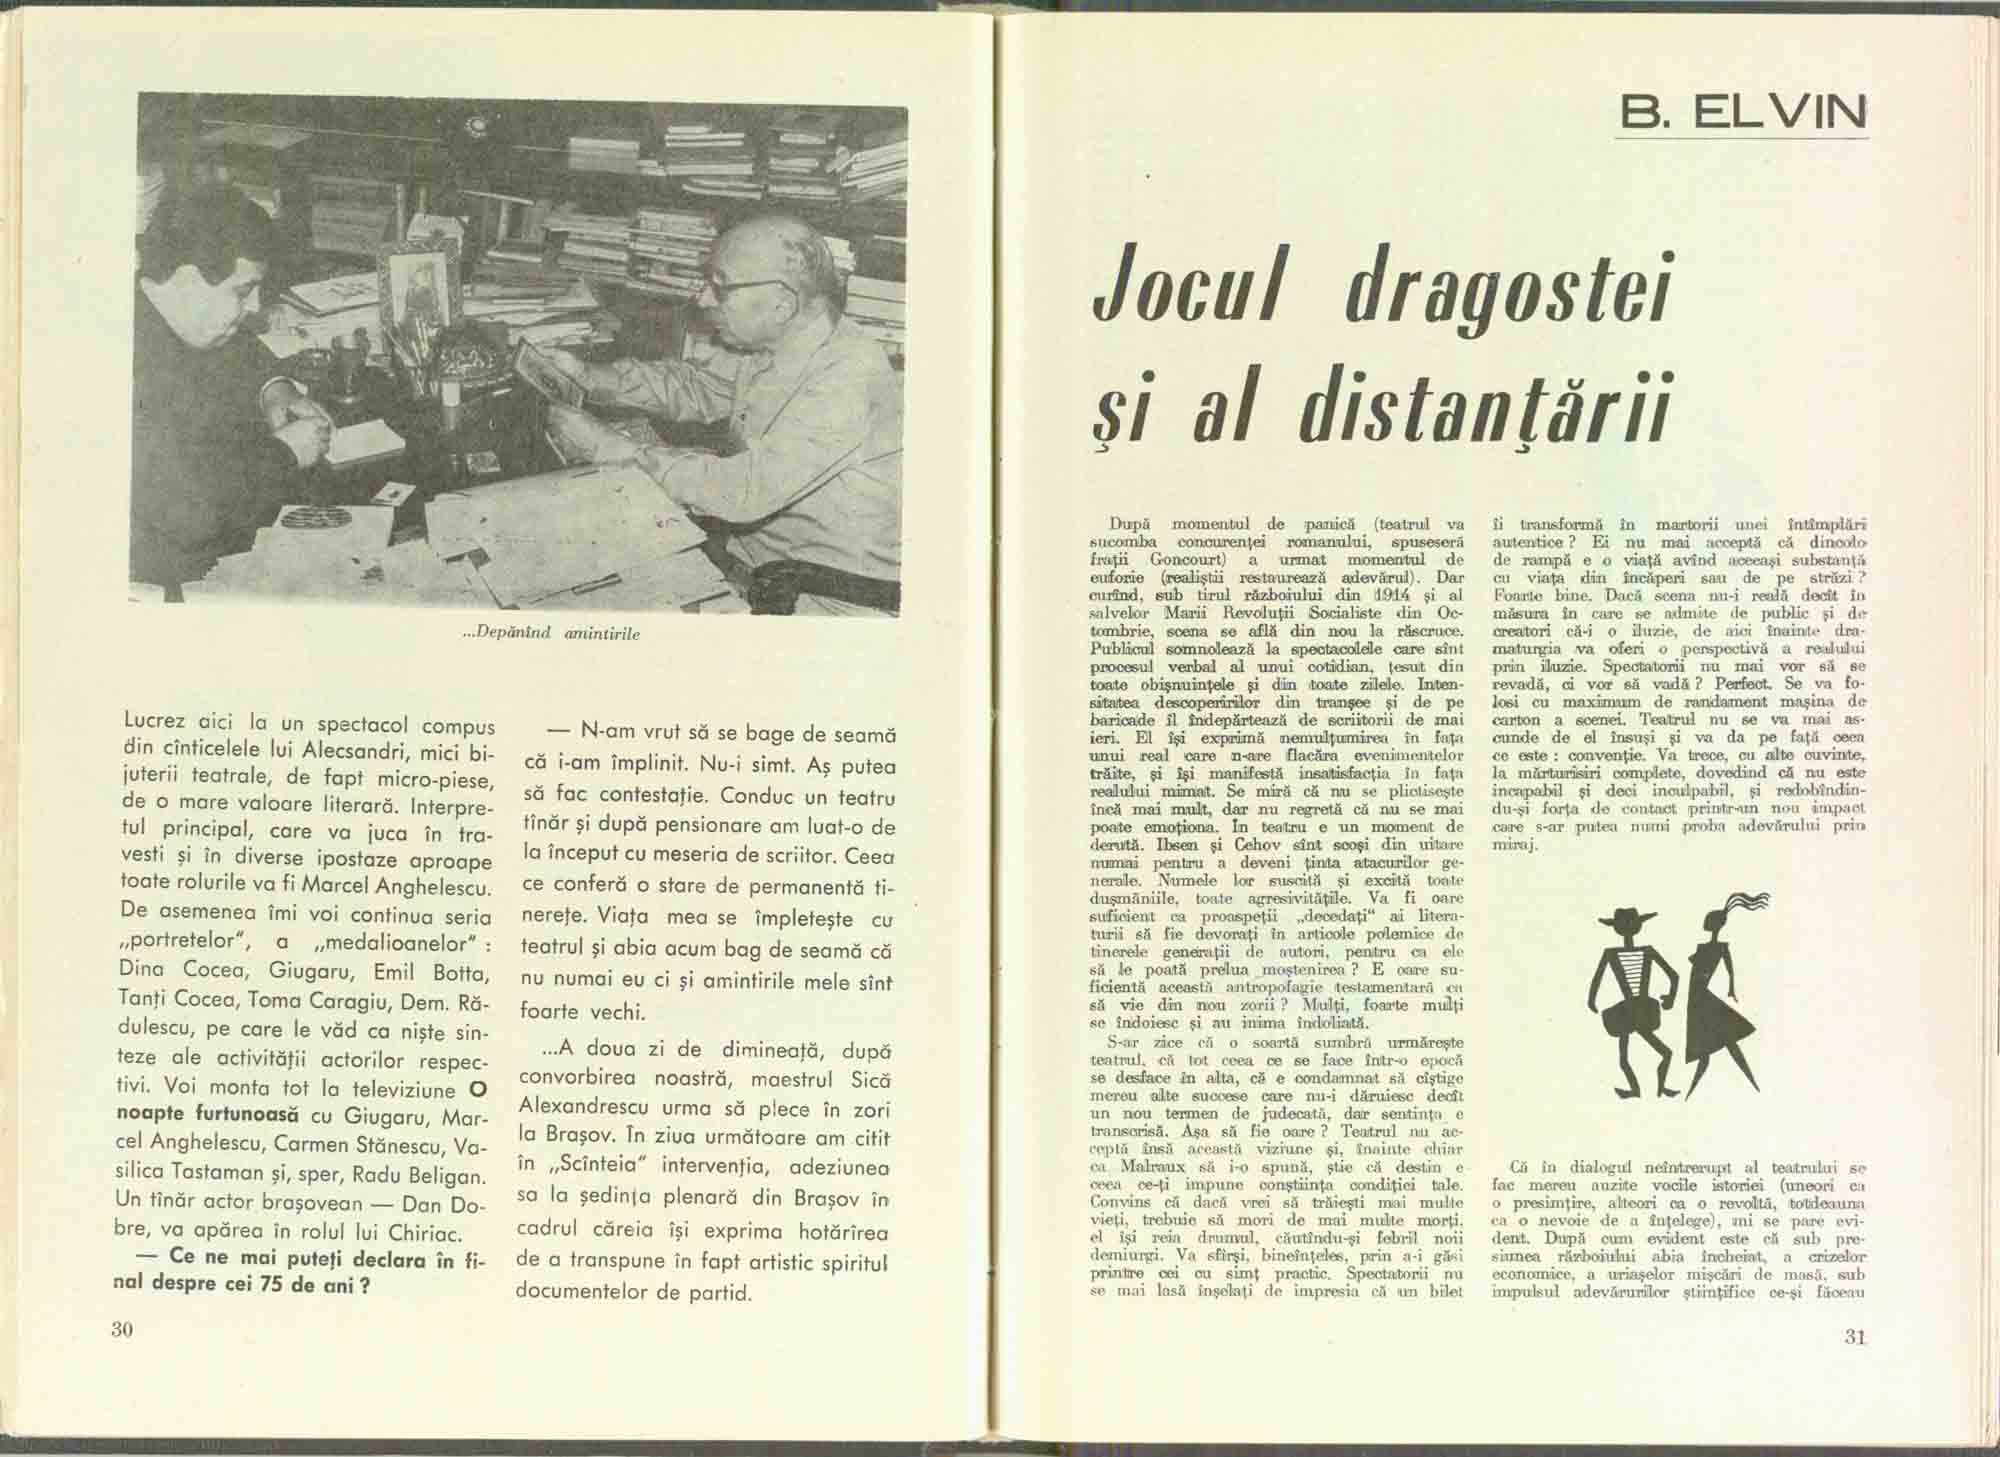 ...Depănînd amintirile
Lucrez aici la un spectacol compus
din cînticelele lui Alecsandri, mici bi-
juterii teatrale, de fapt micro-piese,
de o mare valoare literară. Interpre-
tul principal, care va juca în tra-
vesti și în diverse ipostaze aproape
toate rolurile va fi Marcel Anghelescu.
De asemenea îmi voi continua seria
„portretelor", a „medalioanelor" :
Dina Cocea, Giugaru, Emil Botta,
Tanți Cocea, Toma Caragiu, Dem. Ră-
dulescu, pe care le văd ca niște sin-
teze ale activității actorilor respec-
tivi. Voi monta tot la televiziune O
noapte furtunoasă cu Giugaru, Mar-
cel Anghelescu, Carmen Stănescu, Va-
silica Tastaman și, sper, Radu Beligan.
Un tînăr actor brașovean — Dan Do-
bre, va apărea în rolul lui Chiriac.
— Ce ne mai puteți declara în fi-
nal despre cei 75 de ani ?
— N-am vrut să se bage de seamă
că i-am împlinit. Nu-i simt. Aș putea
să fac contestație. Conduc un teatru
tînăr și după pensionare am luat-o de
la început cu meseria de scriitor. Ceea
ce conferă o stare de permanentă ti-
nerețe. Viața mea se împletește cu
teatrul și abia acum bag de seamă că
nu numai eu ci și amintirile mele sînt
foarte vechi.
...A doua zi de dimineață, după
convorbirea noastră, maestrul Sică
Alexandrescu urma să plece în zori
la Brașov. În ziua următoare am citit
în „Scînteia" intervenția, adeziunea
sa la ședința plenară din Brașov în
cadrul căreia își exprima hotărîrea
de a transpune în fapt artistic spiritul
documentelor de partid.
30
B. ELVIN
Jocul dragostei
și al distanțării
După momentul de panică (teatrul va
sucomba concurenței romanului, spuseseră
frații Goncourt) a urmat momentul de
euforie (realiștii restaurează adevărul). Dar
curînd, sub tirul războiului din 1914 și al
salvelor Marii Revoluții Socialiste din Oc-
tombrie, scena se află din nou la răscruce.
Publicul somnolează la spectacolele care sînt
procesul verbal al unui cotidian, țesut din
toate obișnuințele și din toate zilele. Inten-
sitatea descoperirilor din tranșee și de pe
baricade îl îndepărtează de scriitorii de mai
ieri. El își exprimă nemulțumirea în fața
unui real care n-are flacăra evenimentelor
trăite, și își manifestă insatisfacția în fața
realului mimat. Se miră că nu se plictisește
încă mai mult, dar nu regretă că nu se mai
poate emoționa. În teatru e un moment de
derută. Ibsen și Cehov sînt scoși din uitare
numai pentru a deveni ținta atacurilor ge-
nerale. Numele lor suscită și excită toate
dușmăniile, toate agresivitățile. Va fi oare
suficient ca proaspeții „decedați" ai litera-
turii să fie devorați în articole polemice de
tinerele generații de autori, pentru ca ele
să le poată prelua moștenirea ? E oare su-
ficientă această antropofagie testamentară ca
să vie din nou zorii ? Mulți, foarte mulți
se îndoiesc și au inima îndoliată.
S-ar zice că o soartă sumbră urmărește
teatrul, că tot ceea ce se face într-o epocă
se desface în alta, că e condamnat să cîștige
mereu alte succese care nu-i dăruiesc decît
un nou termen de judecată, dar sentința e
transcrisă. Așa să fie oare ? Teatrul nu ac-
ceptă însă această viziune și, înainte chiar
ca Malraux să i-o spună, știe că destin e
ceea ce-ți impune conștiința condiției tale.
Convins că dacă vrei să trăiești mai multe
vieți, trebuie să mori de mai multe morți,
el își reia drumul, căutîndu-și febril noii
demiurgi. Va sfîrși, bineînțeles, prin a-i găsi
printre cei cu simț practic. Spectatorii nu
se mai lasă înșelați de impresia că un bilet
îi transformă în martorii unei întîmplări
autentice ? Ei nu mai acceptă că dincolo
de rampă e o viață avînd aceeași substanță
cu viața din încăperi sau de pe străzi ?
Foarte bine. Dacă scena nu-i reală decît în
măsura în care se admite de public și de
creatori că-i o iluzie, de aici înainte dra-
maturgia va oferi o perspectivă a realului
prin iluzie. Spectatorii nu mai vor să se
revadă, ci vor să vadă ? Perfect. Se va fo-
losi cu maximum de randament mașina de
carton a scenei. Teatrul nu se va mai as-
cunde de el însuși și va da pe față ceea
ce este : convenție. Va trece, cu alte cuvinte,
la mărturisiri complete, dovedind că nu este
incapabil și deci inculpabil, și redobîndin-
du-și forța de contact printr-un nou impact
care s-ar putea numi proba adevărului prin
miraj.
Că în dialogul neîntrerupt al teatrului se
fac mereu auzite vocile istoriei (uneori ca
o presimțire, alteori ca o revoltă, totdeauna
ca o nevoie de a înțelege), mi se pare evi-
dent. După cum evident este că sub pre-
siunea războiului abia încheiat, a crizelor
economice, a uriașelor mișcări de masă, sub
impulsul adevărurilor științifice ce-și făceau
31